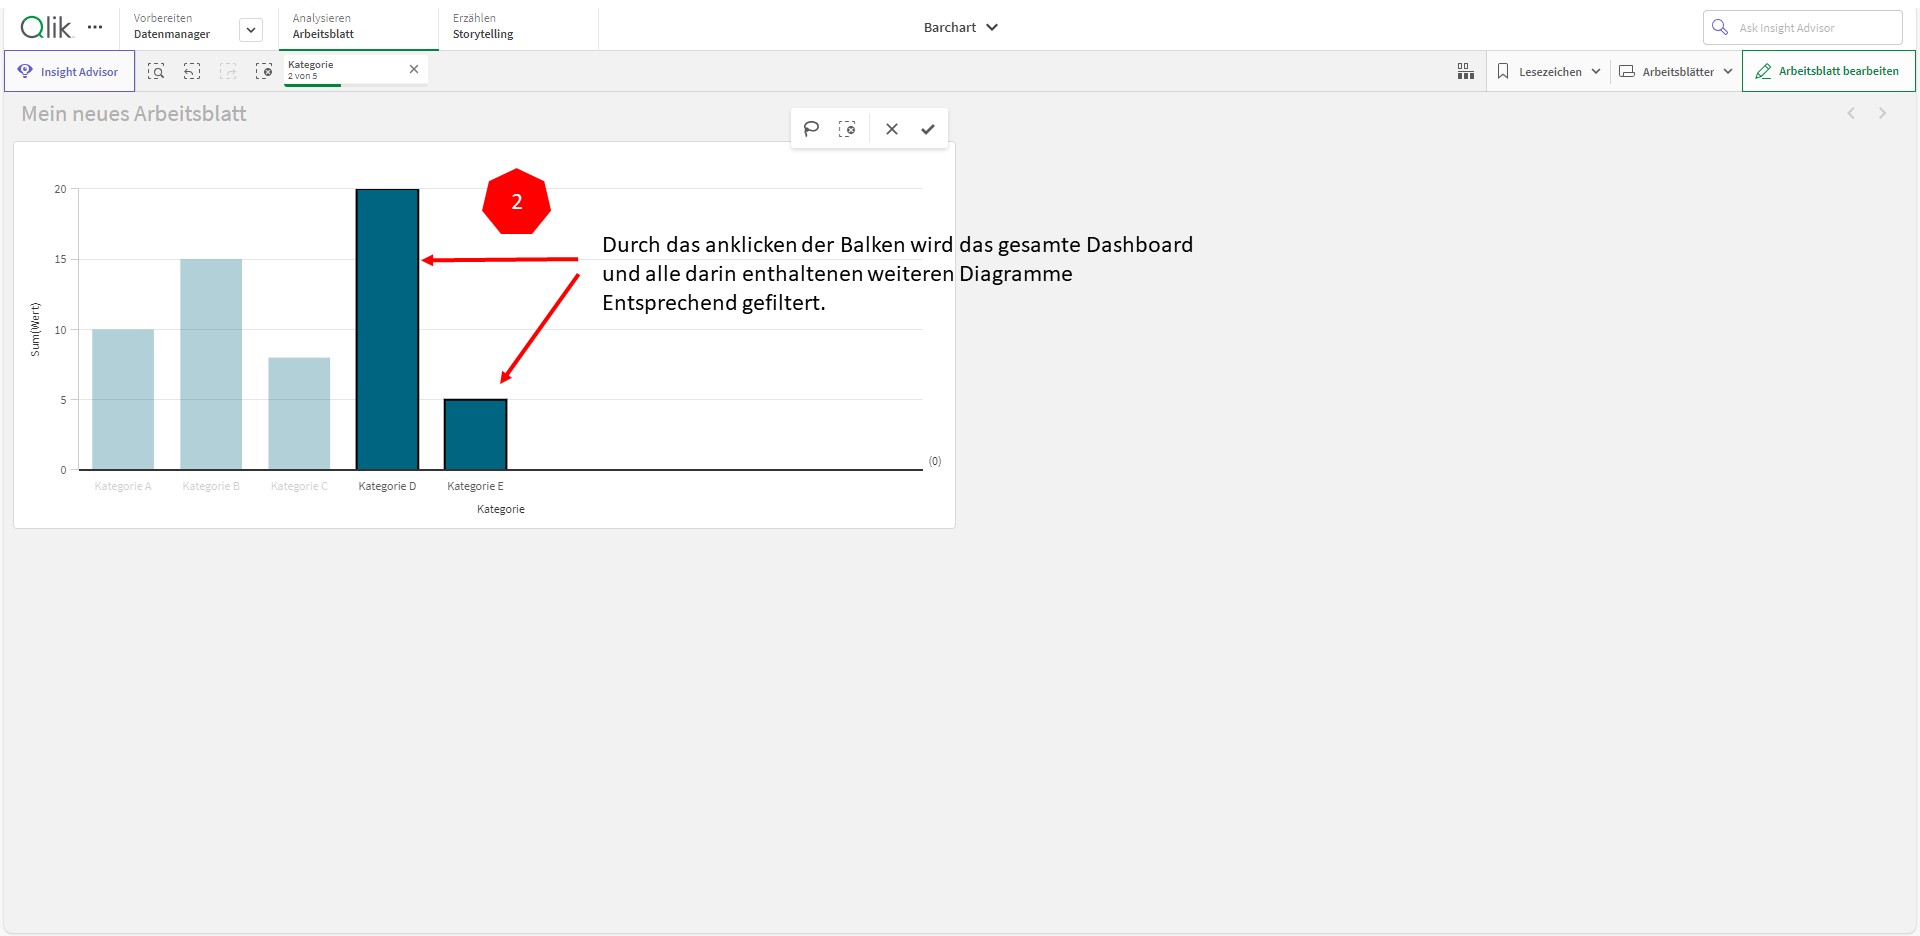 Qlik
Vorbereiten
Datenmanager
Analysieren
Arbeitsblatt
Erzählen
Storytelling
Barchart
Ask Insight Advisor
Insight Advisor
Kategorie
2 von 5
Lesezeichen
Arbeitsblätter
Arbeitsblatt bearbeiten
Mein neues Arbeitsblatt
2
Durch das anklicken der Balken wird das gesamte Dashboard
und alle darin enthaltenen weiteren Diagramme
Entsprechend gefiltert.
Sum(Wert)
20
15
10
5
0
(0)
Kategorie A
Kategorie B
Kategorie C
Kategorie D
Kategorie E
Kategorie